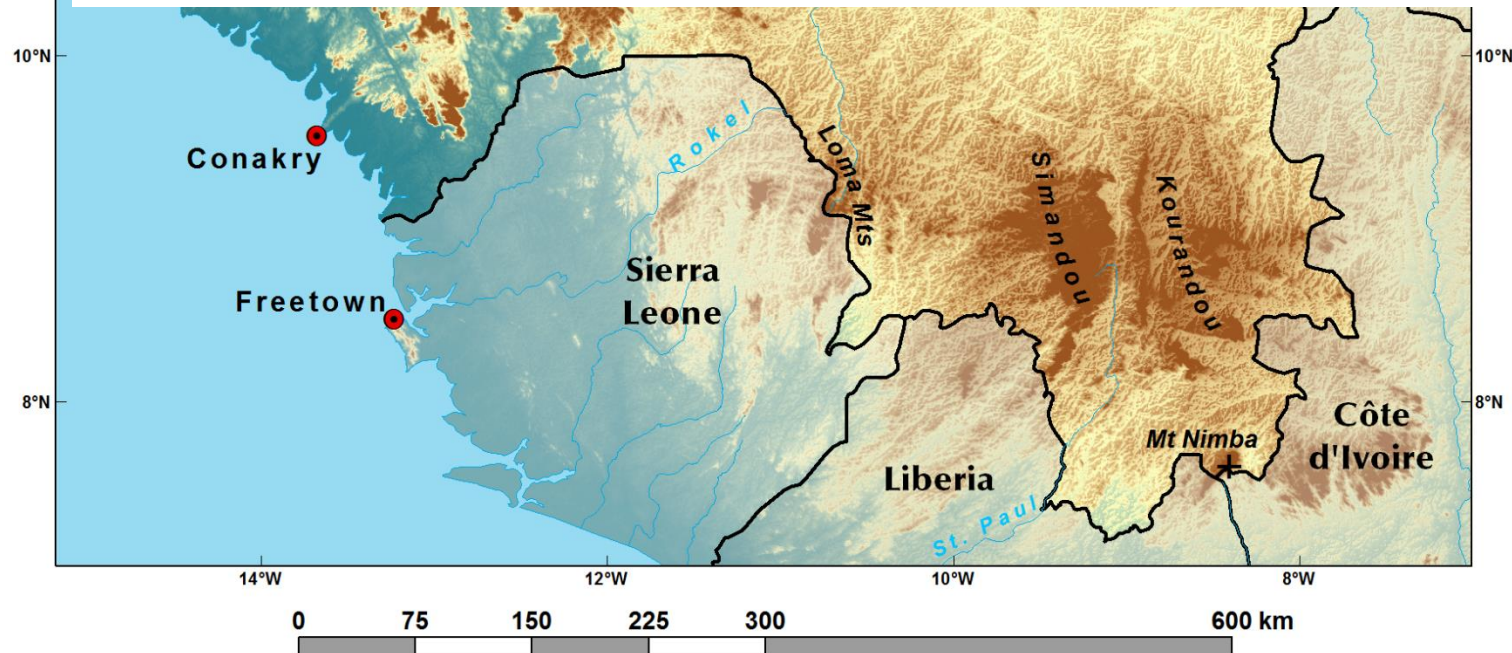 10°N
10°N
Conakry
Rokel
Loma Mts
Simandou
Kourandou
Sierra
Leone
Freetown
8°N
8°N
Côte
d'Ivoire
Mt Nimba
Liberia
St. Paul
14°W
12°W
10°W
8°W
0
75
150
225
300
600 km